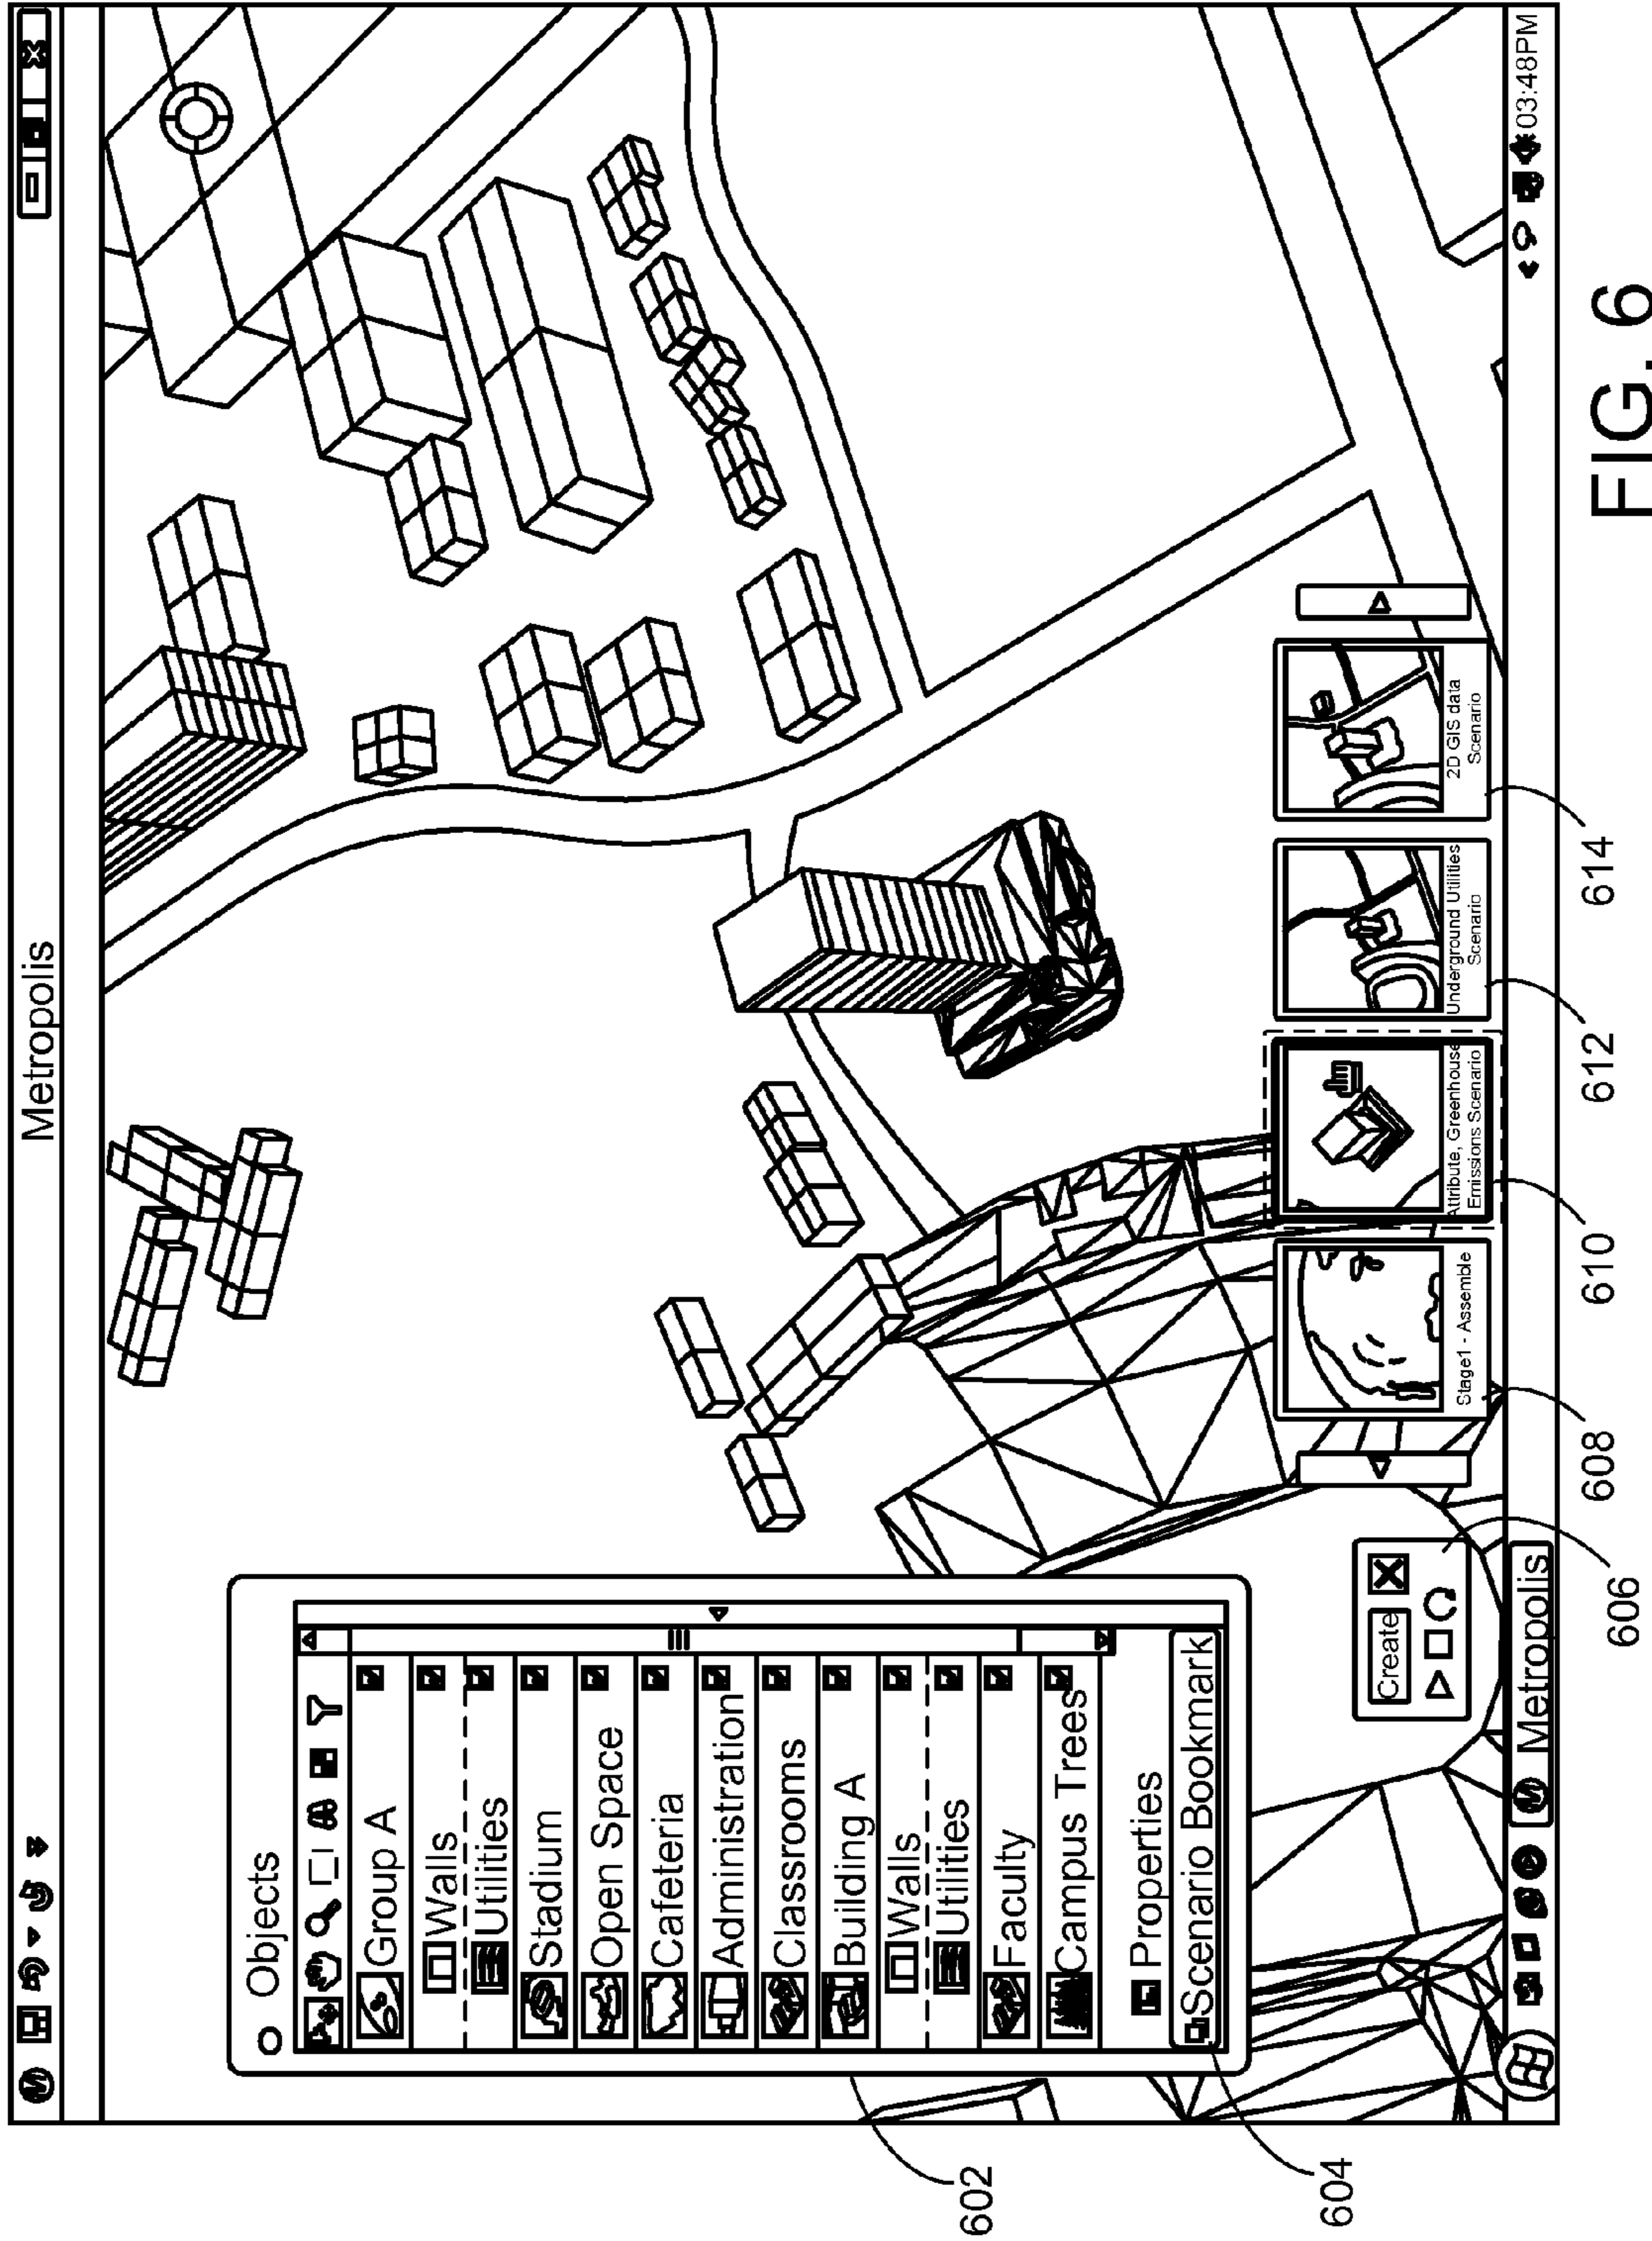 Metropolis
Objects
Group A
Walls
Utilities
Stadium
Open Space
Cafeteria
Administration
Classrooms
Building A
Walls
Utilities
Faculty
Campus Trees
Properties
Scenario Bookmark
Create
Stage1 - Assemble
Attribute, Greenhouse
Emissions Scenario
Underground Utilities
Scenario
2D GIS data
Scenario
Metropolis
03:48PM
602
604
606
608
610
612
614
FIG. 6